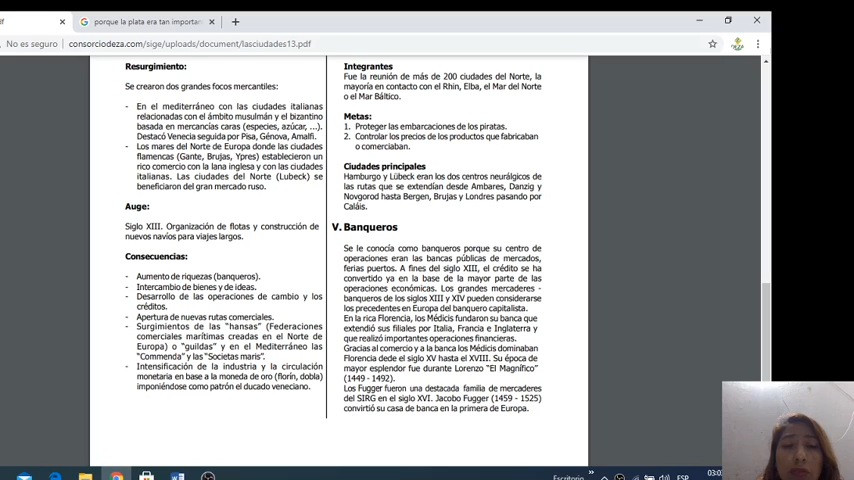 df
porque la plata era tan importan
No es seguro
consorciodeza.com/sige/uploads/document/lasciudades13.pdf
Resurgimiento:
Se crearon dos grandes focos mercantiles:
- En el mediterráneo con las ciudades italianas
relacionadas con el ámbito musulmán y el bizantino
basada en mercancías caras (especies, azúcar, ...).
Destacó Venecia seguida por Pisa, Génova, Amalfi.
- Los mares del Norte de Europa donde las ciudades
flamencas (Gante, Brujas, Ypres) establecieron un
rico comercio con la lana inglesa y con las ciudades
italianas. Las ciudades del Norte (Lubeck) se
beneficiaron del gran mercado ruso.
Auge:
Siglo XIII. Organización de flotas y construcción de
nuevos navíos para viajes largos.
Consecuencias:
- Aumento de riquezas (banqueros).
- Intercambio de bienes y de ideas.
- Desarrollo de las operaciones de cambio y los
créditos.
- Apertura de nuevas rutas comerciales.
- Surgimientos de las "hansas" (Federaciones
comerciales marítimas creadas en el Norte de
Europa) o "guildas" y en el Mediterráneo las
"Commenda" y las "Societas maris".
- Intensificación de la industria y la circulación
monetaria en base a la moneda de oro (florín, dobla)
imponiéndose como patrón el ducado veneciano.
Integrantes
Fue la reunión de más de 200 ciudades del Norte, la
mayoría en contacto con el Rhin, Elba, el Mar del Norte
o el Mar Báltico.
Metas:
1. Proteger las embarcaciones de los piratas.
2. Controlar los precios de los productos que fabricaban
o comerciaban.
Ciudades principales
Hamburgo y Lübeck eran los dos centros neurálgicos de
las rutas que se extendían desde Ambares, Danzig y
Novgorod hasta Bergen, Brujas y Londres pasando por
Caláis.
V. Banqueros
Se le conocía como banqueros porque su centro de
operaciones eran las bancas públicas de mercados,
ferias puertos. A fines del siglo XIII, el crédito se ha
convertido ya en la base de la mayor parte de las
operaciones económicas. Los grandes mercaderes -
banqueros de los siglos XIII y XIV pueden considerarse
los precedentes en Europa del banquero capitalista.
En la rica Florencia, los Médicis fundaron su banca que
extendió sus filiales por Italia, Francia e Inglaterra y
que realizó importantes operaciones financieras.
Gracias al comercio y a la banca los Médicis dominaban
Florencia dede el siglo XV hasta el XVIII. Su época de
mayor esplendor fue durante Lorenzo "El Magnífico"
(1449 - 1492).
Los Fugger fueron una destacada familia de mercaderes
del SIRG en el siglo XVI. Jacobo Fugger (1459 - 1525)
convirtió su casa de banca en la primera de Europa.
Escritorio
ESP